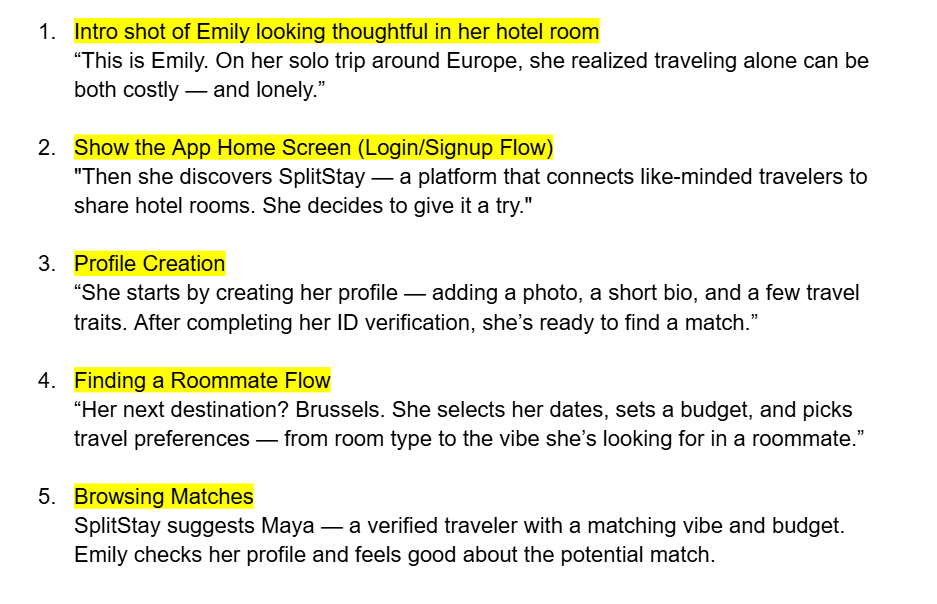 1. Intro shot of Emily looking thoughtful in her hotel room
“This is Emily. On her solo trip around Europe, she realized traveling alone can be
both costly — and lonely.”
2. Show the App Home Screen (Login/Signup Flow)
"Then she discovers SplitStay — a platform that connects like-minded travelers to
share hotel rooms. She decides to give it a try."
3. Profile Creation
“She starts by creating her profile — adding a photo, a short bio, and a few travel
traits. After completing her ID verification, she’s ready to find a match.”
4. Finding a Roommate Flow
“Her next destination? Brussels. She selects her dates, sets a budget, and picks
travel preferences — from room type to the vibe she’s looking for in a roommate.”
5. Browsing Matches
SplitStay suggests Maya — a verified traveler with a matching vibe and budget.
Emily checks her profile and feels good about the potential match.